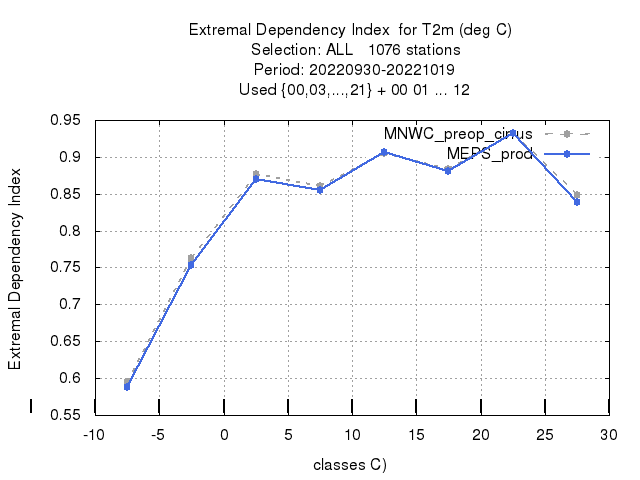 Extremal Dependency Index for T2m (deg C)
Selection: ALL 1076 stations
Period: 20220930-20221019
Used {00,03,...,21} + 00 01 ... 12
Extremal Dependency Index
0.95
0.9
0.85
0.8
0.75
0.7
0.65
0.6
0.55
MNWC_preop_cirrus
MEPS_prod
-10 -5 0 5 10 15 20 25 30
classes C)